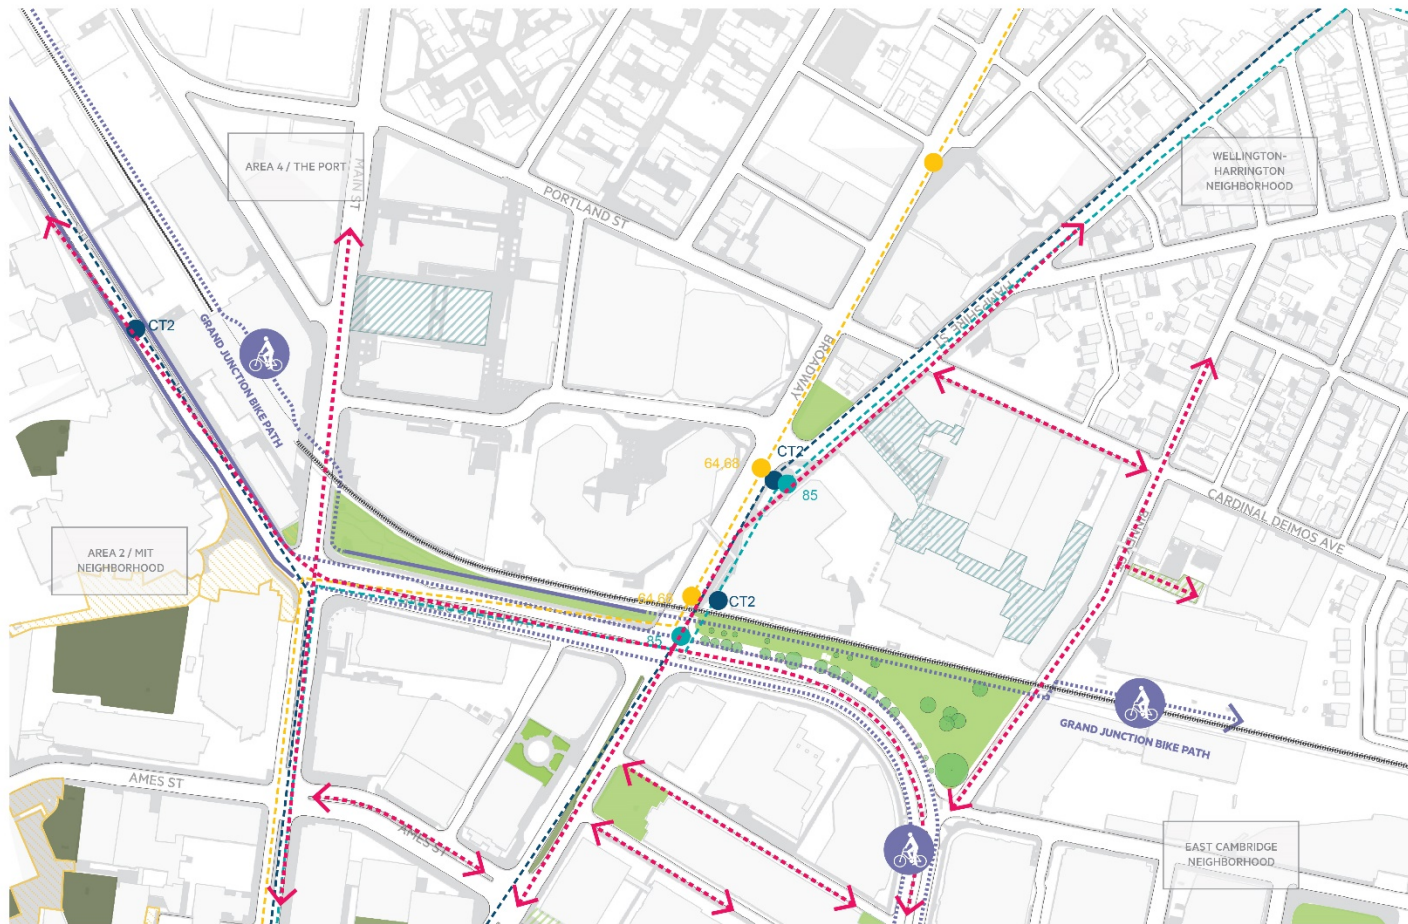 AREA 4 / THE PORT
MAIN ST
PORTLAND ST
WELLINGTON-
HARRINGTON
NEIGHBORHOOD
CT2
GRAND JUNCTION BIKE PATH
BROADWAY
HAMPSHIRE ST
64,68
CT2
85
CARDINAL DEIMOS AVE
AREA 2 / MIT
NEIGHBORHOOD
64,68
CT2
85
GRAND JUNCTION BIKE PATH
AMES ST
AMES ST
EAST CAMBRIDGE
NEIGHBORHOOD